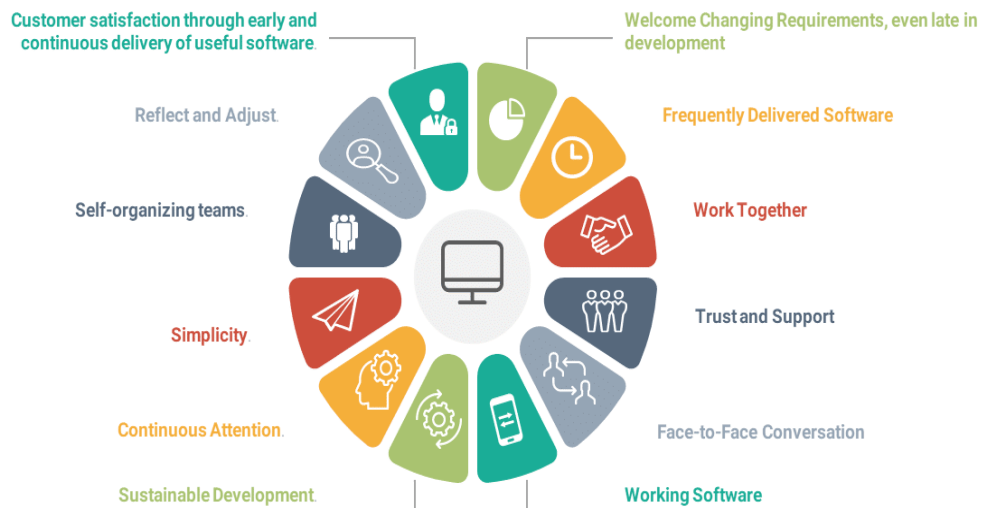 Customer satisfaction through early and
continuous delivery of useful software.
Welcome Changing Requirements, even late in
development
Reflect and Adjust.
Frequently Delivered Software
Self-organizing teams.
Work Together
Simplicity.
Trust and Support
Continuous Attention.
Face-to-Face Conversation
Sustainable Development.
Working Software